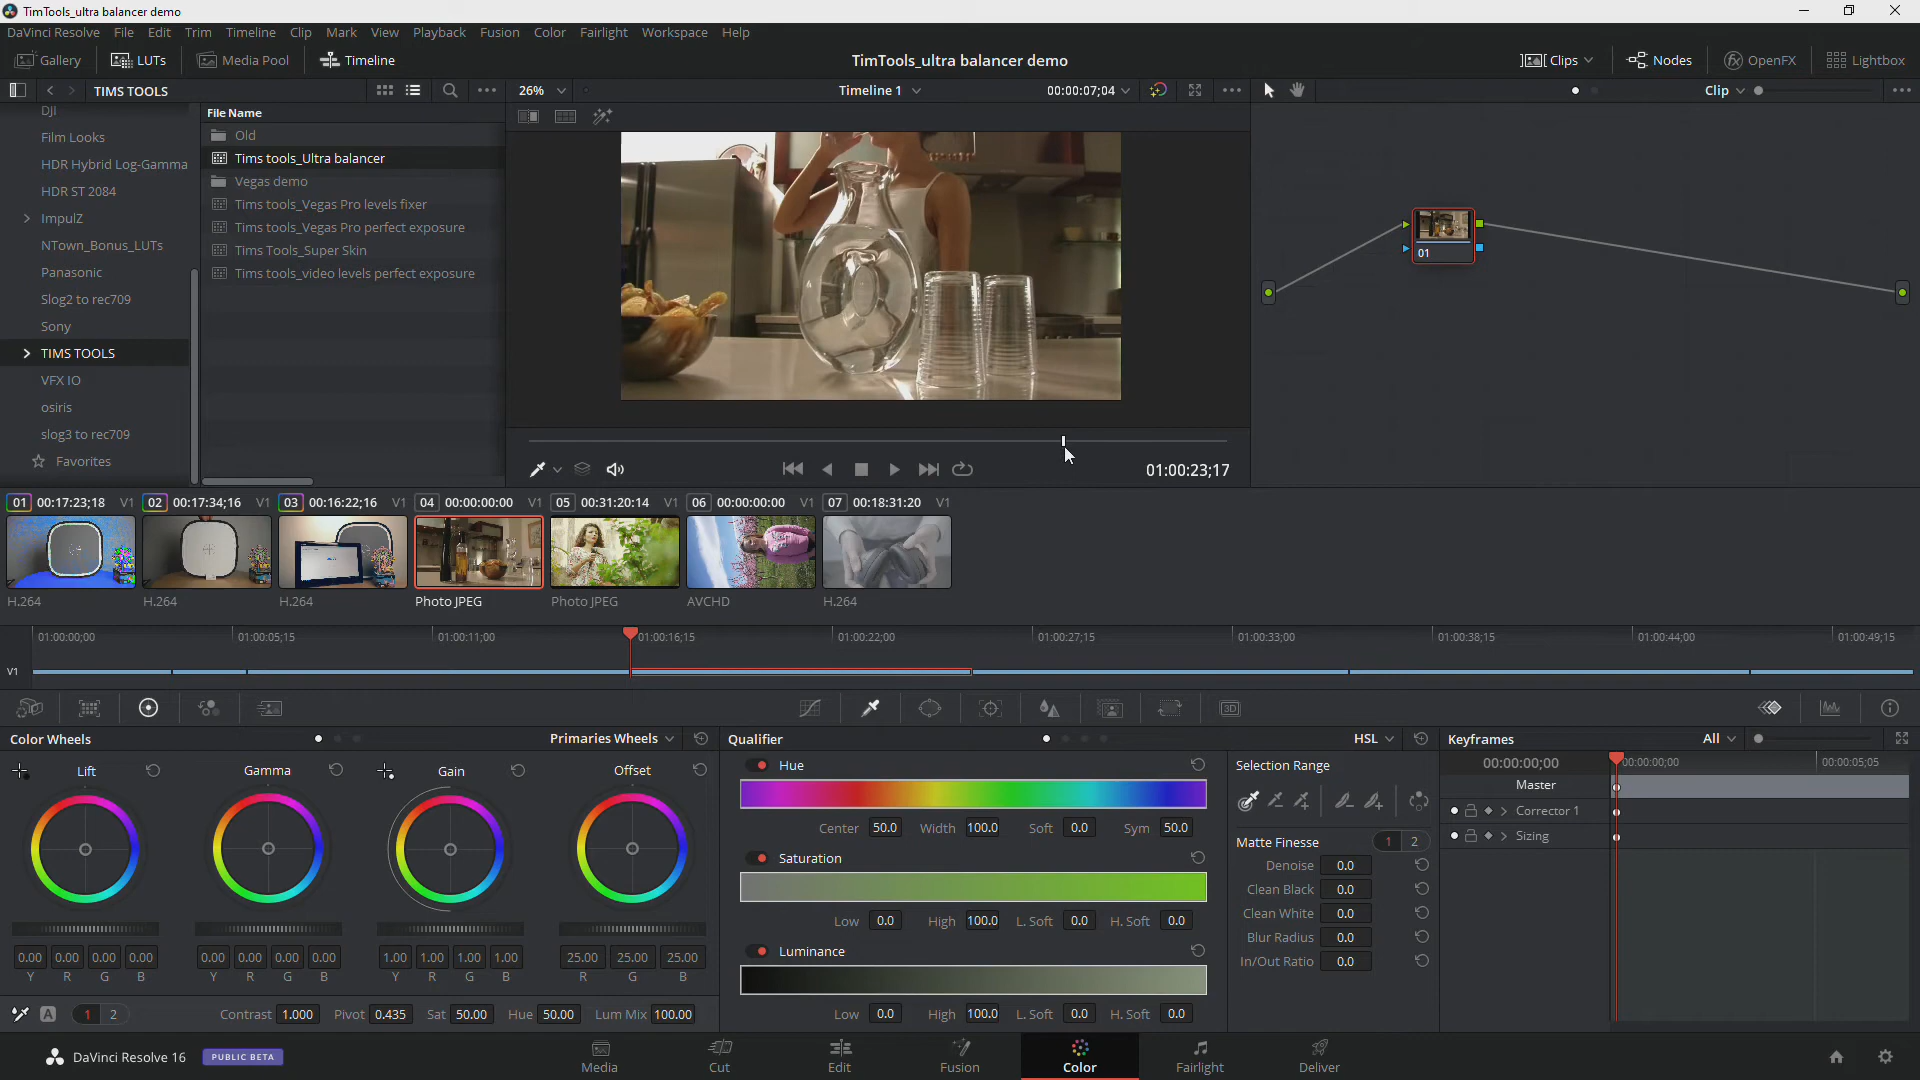 TimTools_ultra balancer demo
DaVinci Resolve File Edit Trim Timeline Clip Mark View Playback Fusion Color Fairlight Workspace Help
Gallery LUTs Media Pool Timeline TimTools_ultra balancer demo Clips Nodes OpenFX Lightbox
TIMS TOOLS 26% Timeline 1 00:00:07;04 Clip
DJI
Film Looks
HDR Hybrid Log-Gamma
HDR ST 2084
ImpulZ
NTown_Bonus_LUTs
Panasonic
Slog2 to rec709
Sony
TIMS TOOLS
VFX IO
osiris
slog3 to rec709
Favorites
File Name
Old
Tims tools_Ultra balancer
Vegas demo
Tims tools_Vegas Pro levels fixer
Tims tools_Vegas Pro perfect exposure
Tims Tools_Super Skin
Tims tools_video levels perfect exposure
01
01:00:23;17
01 00:17:23;18 V1 02 00:17:34;16 V1 03 00:16:22;16 V1 04 00:00:00:00 V1 05 00:31:20:14 V1 06 00:00:00:00 V1 07 00:18:31:20 V1
H.264 H.264 H.264 Photo JPEG Photo JPEG AVCHD H.264
01:00:00;00 01:00:05;15 01:00:11;00 01:00:16;15 01:00:22;00 01:00:27;15 01:00:33;00 01:00:38;15 01:00:44;00 01:00:49;15
V1
3D
Color Wheels Primaries Wheels
Lift Gamma Gain Offset
0.00 0.00 0.00 0.00 0.00 0.00 0.00 0.00 1.00 1.00 1.00 1.00 25.00 25.00 25.00
Y R G B Y R G B Y R G B R G B
A 1 2 Contrast 1.000 Pivot 0.435 Sat 50.00 Hue 50.00 Lum Mix 100.00
Qualifier HSL
Hue
Center 50.0 Width 100.0 Soft 0.0 Sym 50.0
Saturation
Low 0.0 High 100.0 L. Soft 0.0 H. Soft 0.0
Luminance
Low 0.0 High 100.0 L. Soft 0.0 H. Soft 0.0
Selection Range
Matte Finesse 1 2
Denoise 0.0
Clean Black 0.0
Clean White 0.0
Blur Radius 0.0
In/Out Ratio 0.0
Keyframes All
00:00:00;00 00:00:00;00 00:00:05;05
Master
Corrector 1
Sizing
DaVinci Resolve 16 PUBLIC BETA Media Cut Edit Fusion Color Fairlight Deliver